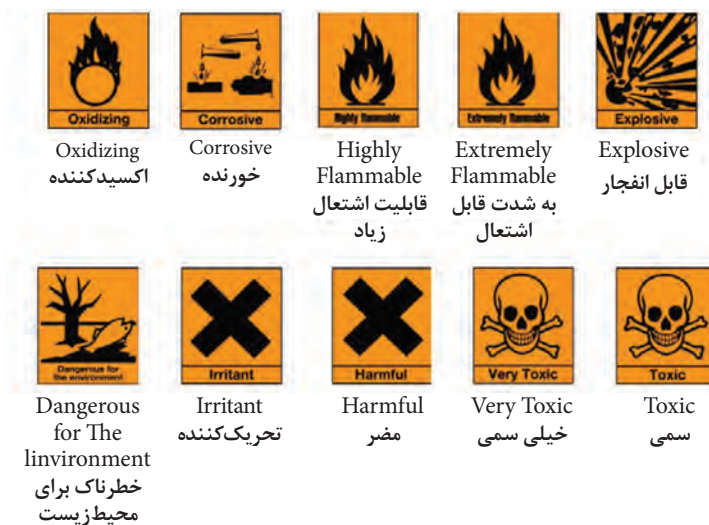 Oxidizing
Corrosive
Highly flammable
Extremely flammable
Explosive
Oxidizing
اکسیدکننده
Corrosive
خورنده
Highly
Flammable
قابلیت اشتعال
زیاد
Extremely
Flammable
به شدت قابل
اشتعال
Explosive
قابل انفجار
Dangerous for
the environment
Irritant
Harmful
Very Toxic
Toxic
Dangerous
for The
linvironment
خطرناک برای
محیط‌زیست
Irritant
تحریک‌کننده
Harmful
مضر
Very Toxic
خیلی سمی
Toxic
سمی